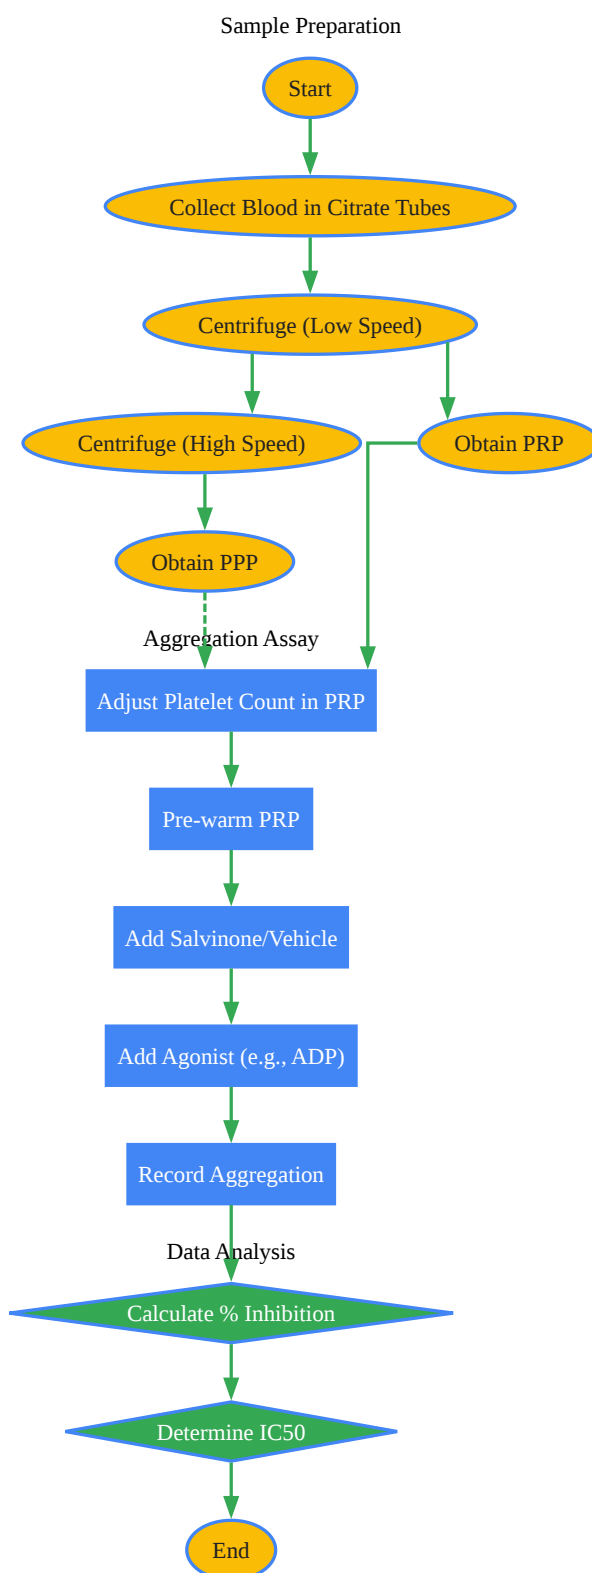 Sample Preparation
Start
Collect Blood in Citrate Tubes
Centrifuge (Low Speed)
Centrifuge (High Speed)
Obtain PRP
Obtain PPP
Aggregation Assay
Adjust Platelet Count in PRP
Pre-warm PRP
Add Salvinone/Vehicle
Add Agonist (e.g., ADP)
Record Aggregation
Data Analysis
Calculate % Inhibition
Determine IC50
End